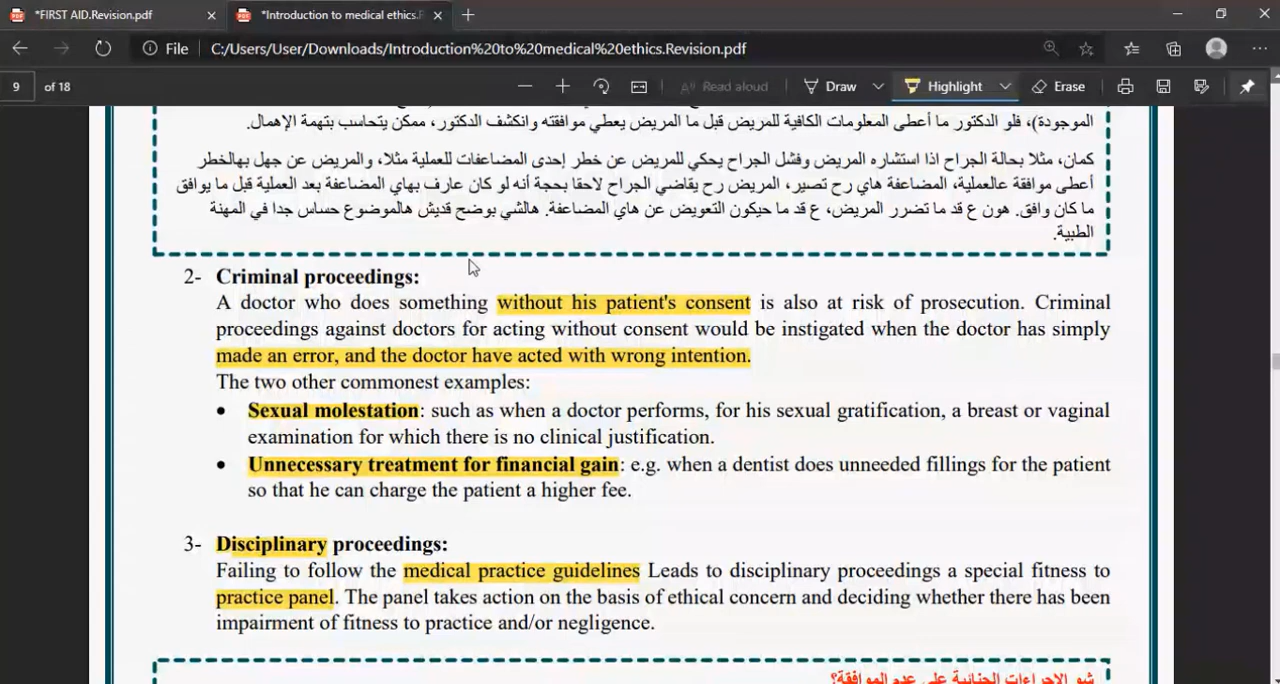 *FIRST AID.Revision.pdf
*Introduction to medical ethics.R
File C:/Users/User/Downloads/Introduction%20to%20medical%20ethics.Revision.pdf
9 of 18
Read aloud Draw Highlight Erase
الموجودة)، فلو الدكتور ما أعطى المعلومات الكافية للمريض قبل ما المريض يعطي موافقته وانكشف الدكتور، ممكن يتحاسب بتهمة الإهمال.
كمان، مثلا بحالة الجراح اذا استشاره المريض وفشل الجراح يحكي للمريض عن خطر إحدى المضاعفات للعملية مثلا، والمريض عن جهل بهالخطر
أعطى موافقة عالعملية، المضاعفة هاي رح تصير، المريض رح يقاضي الجراح لاحقا بحجة أنه لو كان عارف بهاي المضاعفة بعد العملية قبل ما يوافق
ما كان وافق. هون ع قد ما تضرر المريض، ع قد ما حيكون التعويض عن هاي المضاعفة. هالشي بوضح قديش هالموضوع حساس جدا في المهنة
الطبية.
2- Criminal proceedings:
A doctor who does something without his patient's consent is also at risk of prosecution. Criminal
proceedings against doctors for acting without consent would be instigated when the doctor has simply
made an error, and the doctor have acted with wrong intention.
The two other commonest examples:
• Sexual molestation: such as when a doctor performs, for his sexual gratification, a breast or vaginal
examination for which there is no clinical justification.
• Unnecessary treatment for financial gain: e.g. when a dentist does unneeded fillings for the patient
so that he can charge the patient a higher fee.
3- Disciplinary proceedings:
Failing to follow the medical practice guidelines Leads to disciplinary proceedings a special fitness to
practice panel. The panel takes action on the basis of ethical concern and deciding whether there has been
impairment of fitness to practice and/or negligence.
شو الإجراءات الجنائية على عدم الموافقة؟